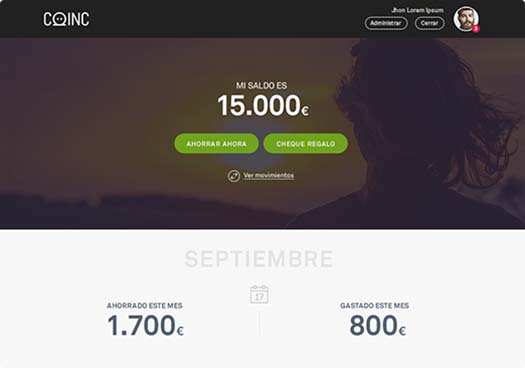 COINC
Jhon Lorem Ipsum
Administrar
Cerrar
3
MI SALDO ES
15.000€
AHORRAR AHORA
CHEQUE REGALO
Ver movimientos
SEPTIEMBRE
17
AHORRADO ESTE MES
GASTADO ESTE MES
1.700€
800€